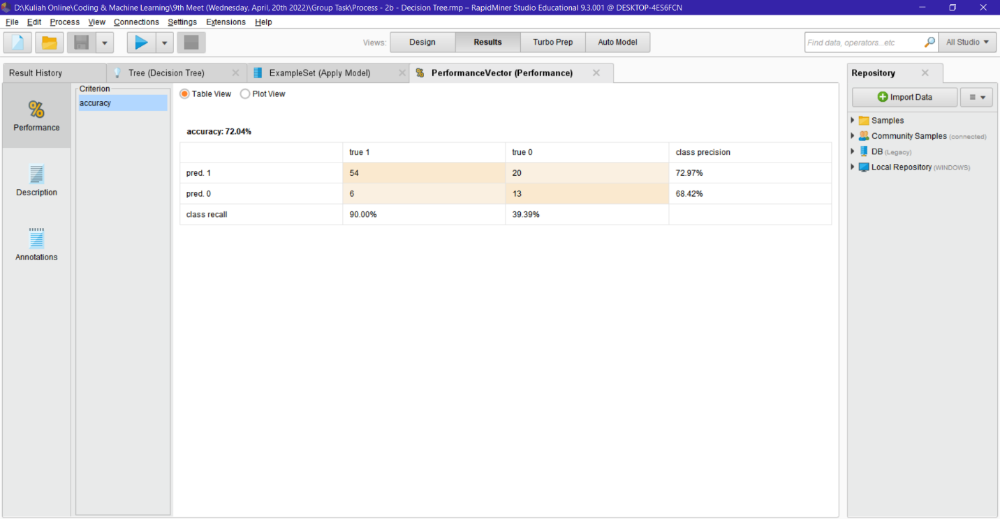 D:\Kuliah Online\Coding & Machine Learning\9th Meet (Wednesday, April, 20th 2022)\Group Task\Process - 2b - Decision Tree.rmp – RapidMiner Studio Educational 9.3.001 @ DESKTOP-4ES6FCN
File Edit Process View Connections Settings Extensions Help
Views: Design Results Turbo Prep Auto Model Find data, operators...etc All Studio
Result History Tree (Decision Tree) ExampleSet (Apply Model) PerformanceVector (Performance) Repository
Criterion
accuracy
Performance
Description
Annotations
Table View Plot View
accuracy: 72.04%
true 1 true 0 class precision
pred. 1 54 20 72.97%
pred. 0 6 13 68.42%
class recall 90.00% 39.39%
Import Data
Samples
Community Samples (connected)
DB (Legacy)
Local Repository (WINDOWS)